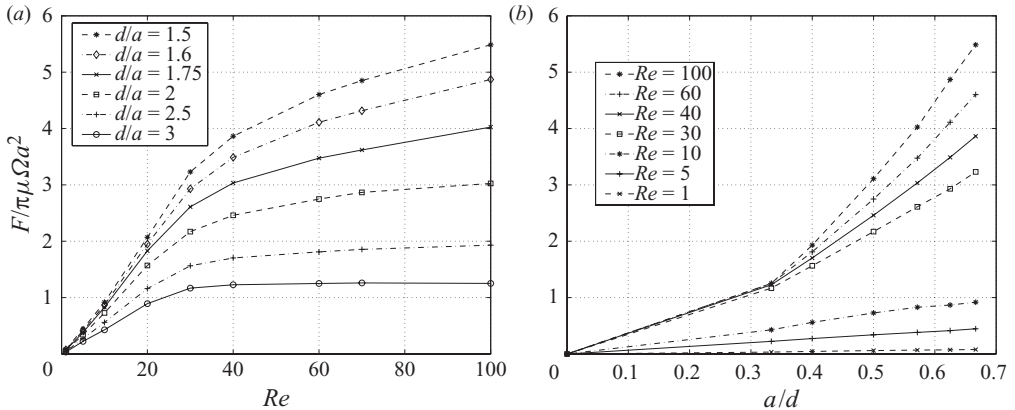 (a)
d/a = 1.5
d/a = 1.6
d/a = 1.75
d/a = 2
d/a = 2.5
d/a = 3
F/πμΩa²
6
5
4
3
2
1
0
20
40
60
80
100
Re
(b)
Re = 100
Re = 60
Re = 40
Re = 30
Re = 10
Re = 5
Re = 1
6
5
4
3
2
1
0
0.1
0.2
0.3
0.4
0.5
0.6
0.7
a/d